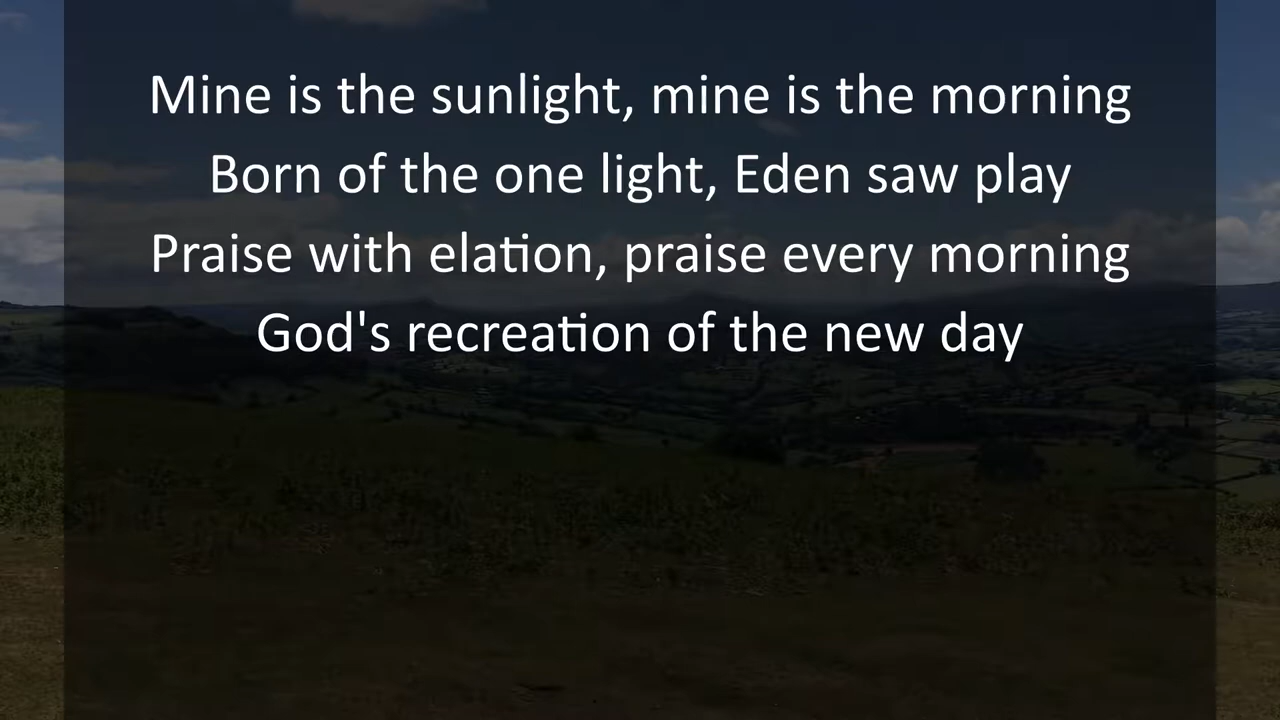 Mine is the sunlight, mine is the morning
Born of the one light, Eden saw play
Praise with elation, praise every morning
God's recreation of the new day